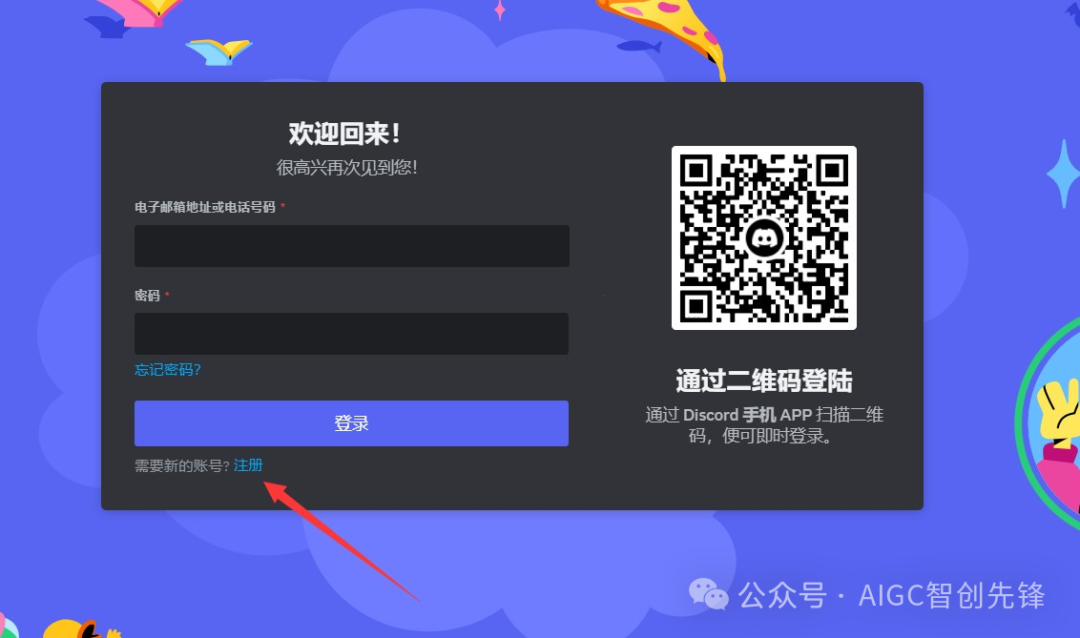 欢迎回来！
很高兴再次见到您！
电子邮箱地址或电话号码 *
密码 *
忘记密码？
登录
需要新的账号？注册
通过二维码登陆
通过 Discord 手机 APP 扫描二维
码，便可即时登录。
公众号 · AIGC智创先锋